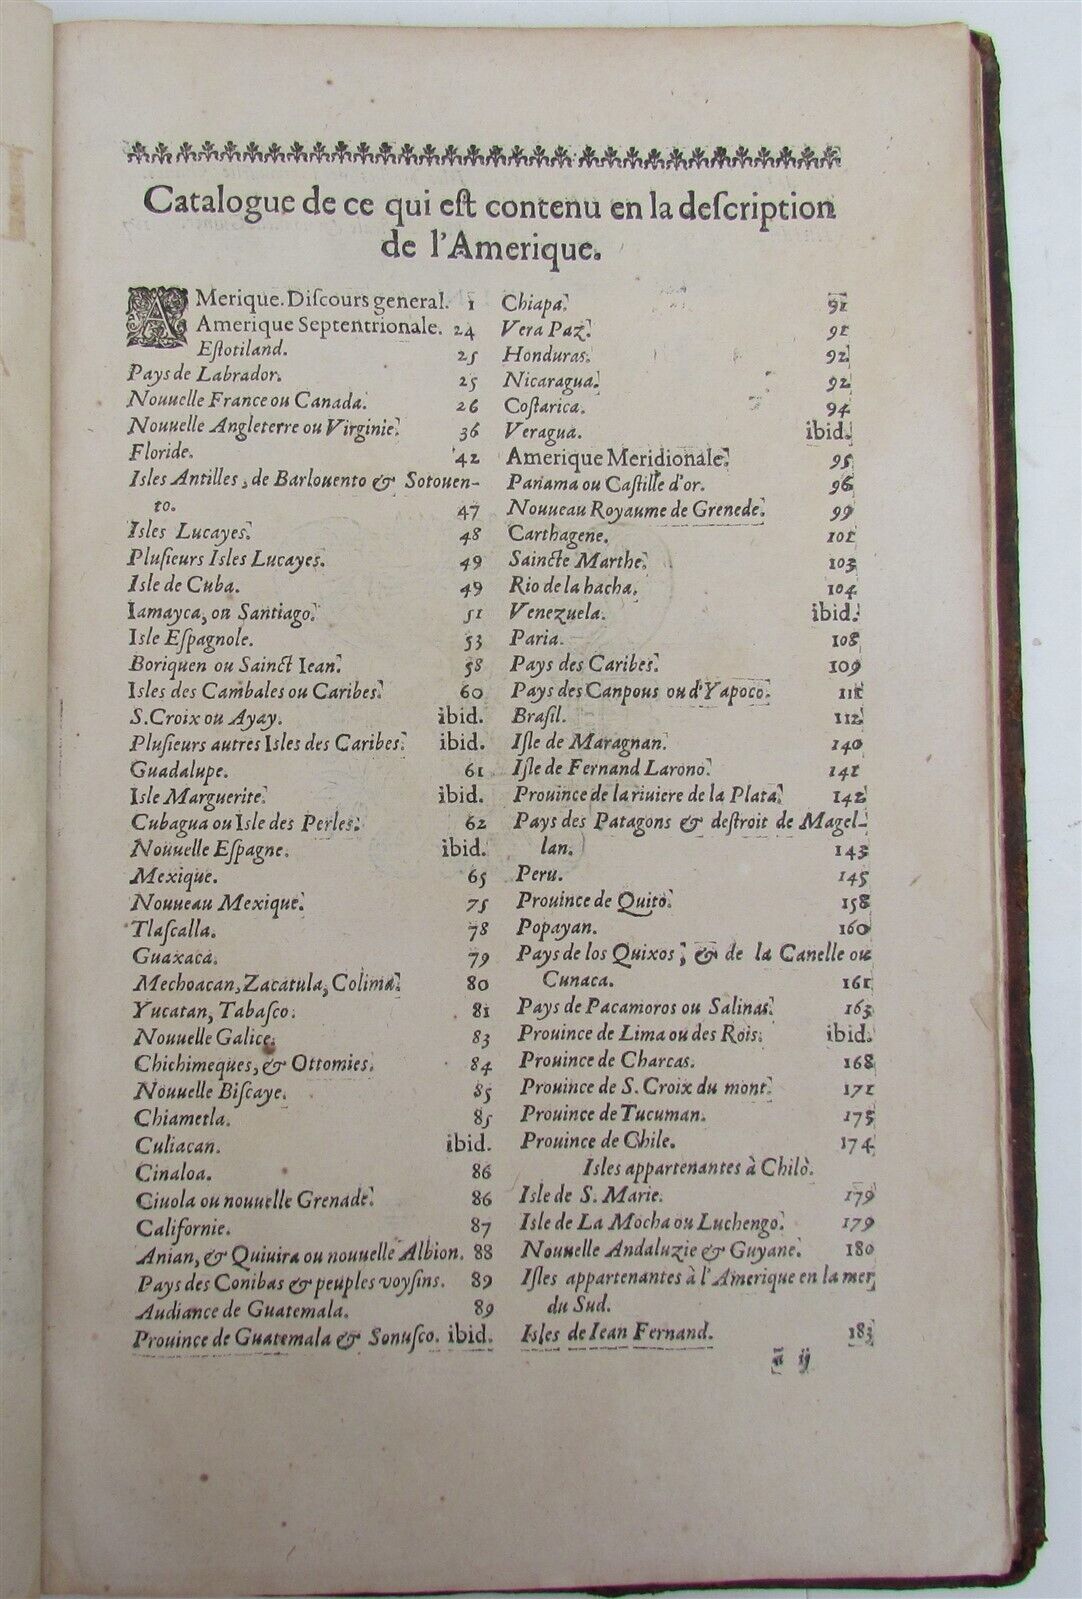 Catalogue de ce qui eſt contenu en la deſcription
de l'Amerique.
AMerique. Diſcours general. 1
Amerique Septentrionale. 24
Eſtotiland. 25
Pays de Labrador. 25
Nouuelle France ou Canada. 26
Nouuelle Angleterre ou Virginie. 36
Floride. 42
Isles Antilles, de Barlouento & Sotouen-
to. 47
Isles Lucayes. 48
Pluſieurs Isles Lucayes. 49
Isle de Cuba. 49
Iamayca, ou Santiago. 51
Isle Eſpagnole. 53
Boriquen ou Sainct Iean. 58
Isles des Cambales ou Caribes. 60
S. Croix ou Ayay. ibid.
Pluſieurs autres Isles des Caribes. ibid.
Guadalupe. 61
Isle Marguerite. ibid.
Cubagua ou Isle des Perles. 62
Nouuelle Eſpagne. ibid.
Mexique. 65
Nouueau Mexique. 75
Tlaſcalla. 78
Guaxaca. 79
Mechoacan, Zacatula, Colima. 80
Yucatan, Tabaſco. 81
Nouuelle Galice. 83
Chichimeques, & Ottomies. 84
Nouuelle Biſcaye. 85
Chiametla. 85
Culiacan. ibid.
Cinaloa. 86
Ciuola ou nouuelle Grenade. 86
Californie. 87
Anian, & Quiuira ou nouuelle Albion. 88
Pays des Conibas & peuples voyſins. 89
Audiance de Guatemala. 89
Prouince de Guatemala & Sonuſco. ibid.
Chiapa. 91
Vera Paz. 91
Honduras. 92
Nicaragua. 92
Coſtarica. 94
Veragua. ibid.
Amerique Meridionale. 95
Panama ou Caſtille d'or. 96
Nouueau Royaume de Grenede. 99
Carthagene. 101
Saincte Marthe. 103
Rio de la hacha. 104
Venezuela. ibid.
Paria. 108
Pays des Caribes. 109
Pays des Canpous ou d'Yapoco. 111
Braſil. 112
Iſle de Maragnan. 140
Iſle de Fernand Larono. 141
Prouince de la riuiere de la Plata. 142
Pays des Patagons & deſtroit de Magel-
lan. 143
Peru. 145
Prouince de Quito. 158
Popayan. 160
Pays de los Quixos, & de la Canelle ou
Cunaca. 161
Pays de Pacamoros ou Salinas. 163
Prouince de Lima ou des Rois. ibid.
Prouince de Charcas. 168
Prouince de S. Croix du mont. 171
Prouince de Tucuman. 175
Prouince de Chile. 174
Isles appartenantes à Chilò.
Isle de S. Marie. 179
Isle de La Mocha ou Luchengo. 179
Nouuelle Andaluzie & Guyane. 180
Iſles appartenantes à l'Amerique en la mer
du Sud.
Isles de Iean Fernand. 183
ā ij